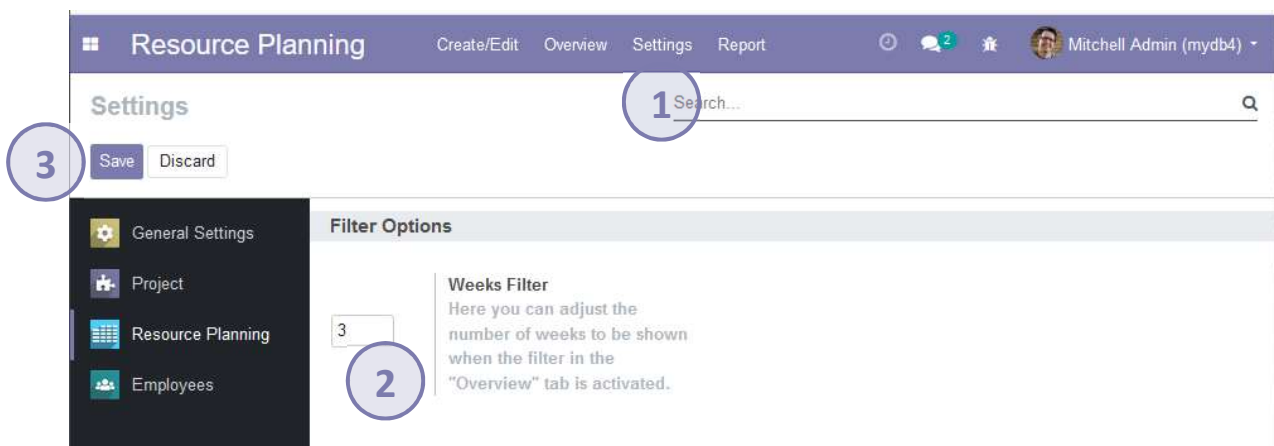 Resource Planning Create/Edit Overview Settings Report 2 Mitchell Admin (mydb4)
Settings
1 Search...
3 Save Discard
General Settings
Filter Options
Project
Weeks Filter
Here you can adjust the
Resource Planning
3
number of weeks to be shown
when the filter in the
Employees
2
"Overview" tab is activated.